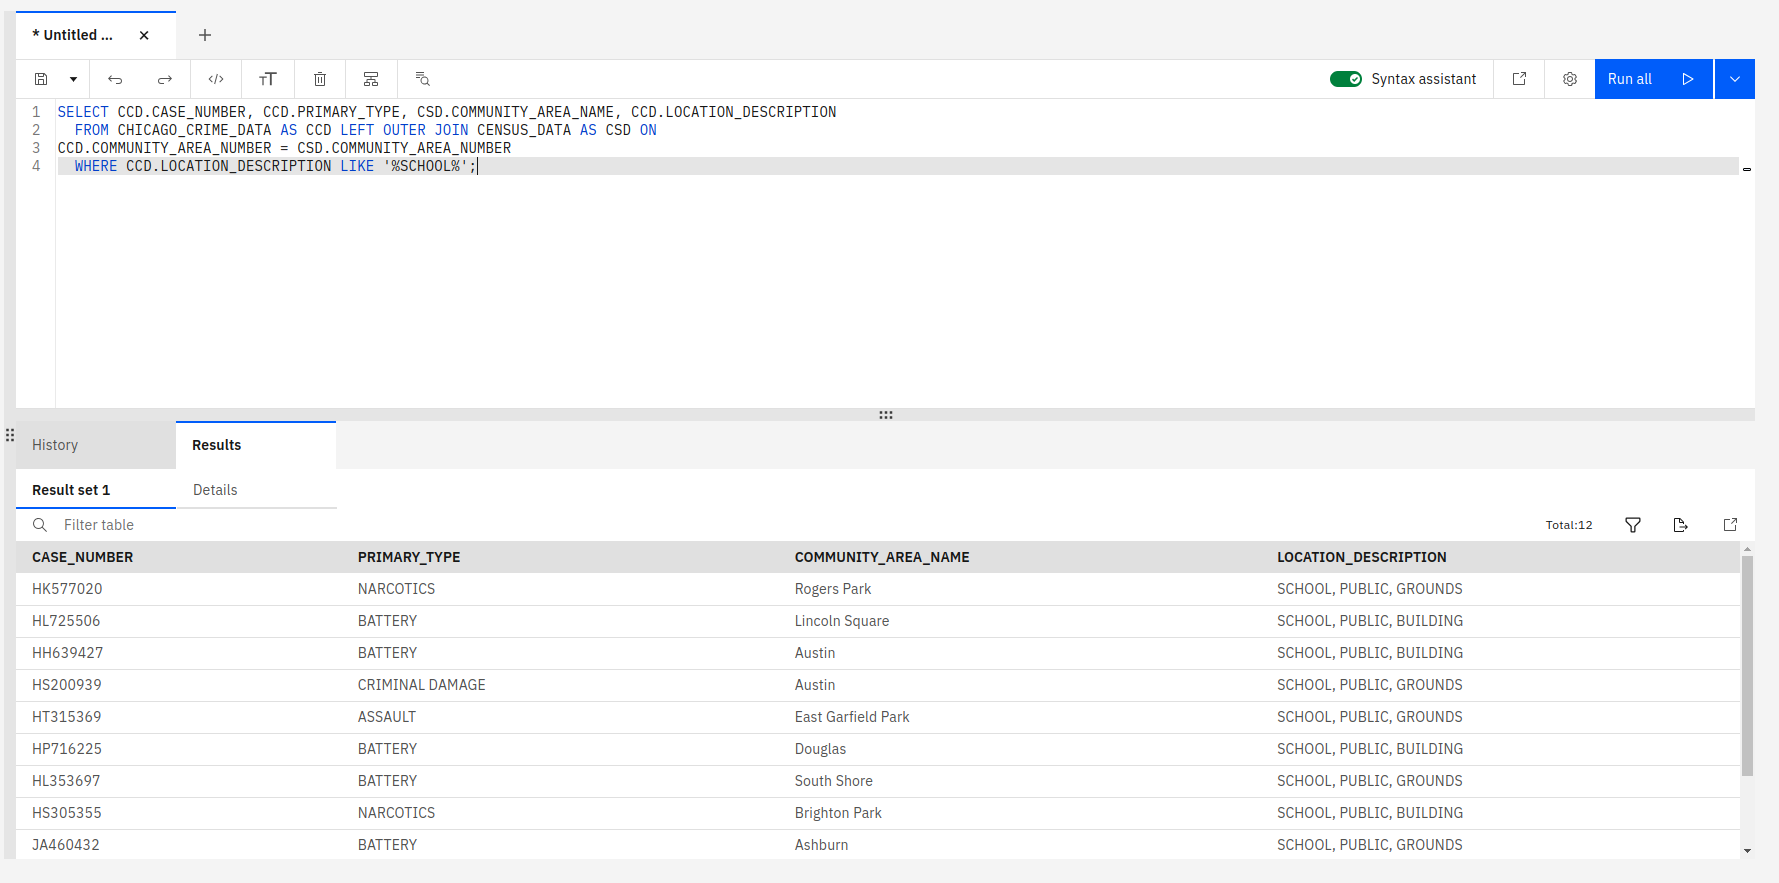 * Untitled ...
Syntax assistant
Run all
1 SELECT CCD.CASE_NUMBER, CCD.PRIMARY_TYPE, CSD.COMMUNITY_AREA_NAME, CCD.LOCATION_DESCRIPTION
2 FROM CHICAGO_CRIME_DATA AS CCD LEFT OUTER JOIN CENSUS_DATA AS CSD ON
3 CCD.COMMUNITY_AREA_NUMBER = CSD.COMMUNITY_AREA_NUMBER
4 WHERE CCD.LOCATION_DESCRIPTION LIKE '%SCHOOL%';
History Results
Result set 1 Details
Filter table Total:12
CASE_NUMBER PRIMARY_TYPE COMMUNITY_AREA_NAME LOCATION_DESCRIPTION
HK577020 NARCOTICS Rogers Park SCHOOL, PUBLIC, GROUNDS
HL725506 BATTERY Lincoln Square SCHOOL, PUBLIC, BUILDING
HH639427 BATTERY Austin SCHOOL, PUBLIC, BUILDING
HS200939 CRIMINAL DAMAGE Austin SCHOOL, PUBLIC, GROUNDS
HT315369 ASSAULT East Garfield Park SCHOOL, PUBLIC, GROUNDS
HP716225 BATTERY Douglas SCHOOL, PUBLIC, BUILDING
HL353697 BATTERY South Shore SCHOOL, PUBLIC, GROUNDS
HS305355 NARCOTICS Brighton Park SCHOOL, PUBLIC, BUILDING
JA460432 BATTERY Ashburn SCHOOL, PUBLIC, GROUNDS